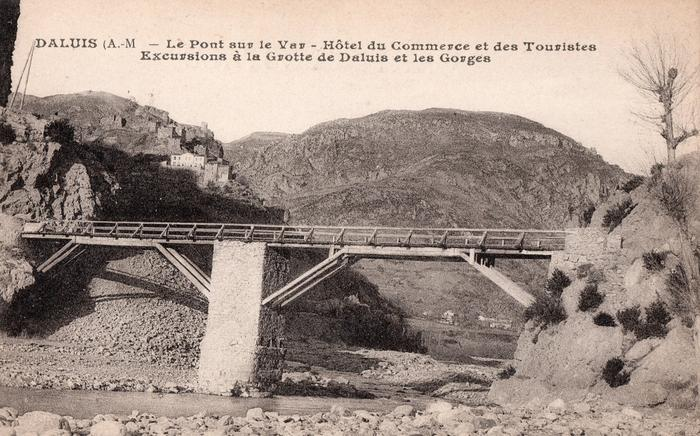 DALUIS (A.-M — Le Pont sur le Var - Hôtel du Commerce et des Touristes
Excursions à la Grotte de Daluis et les Gorges